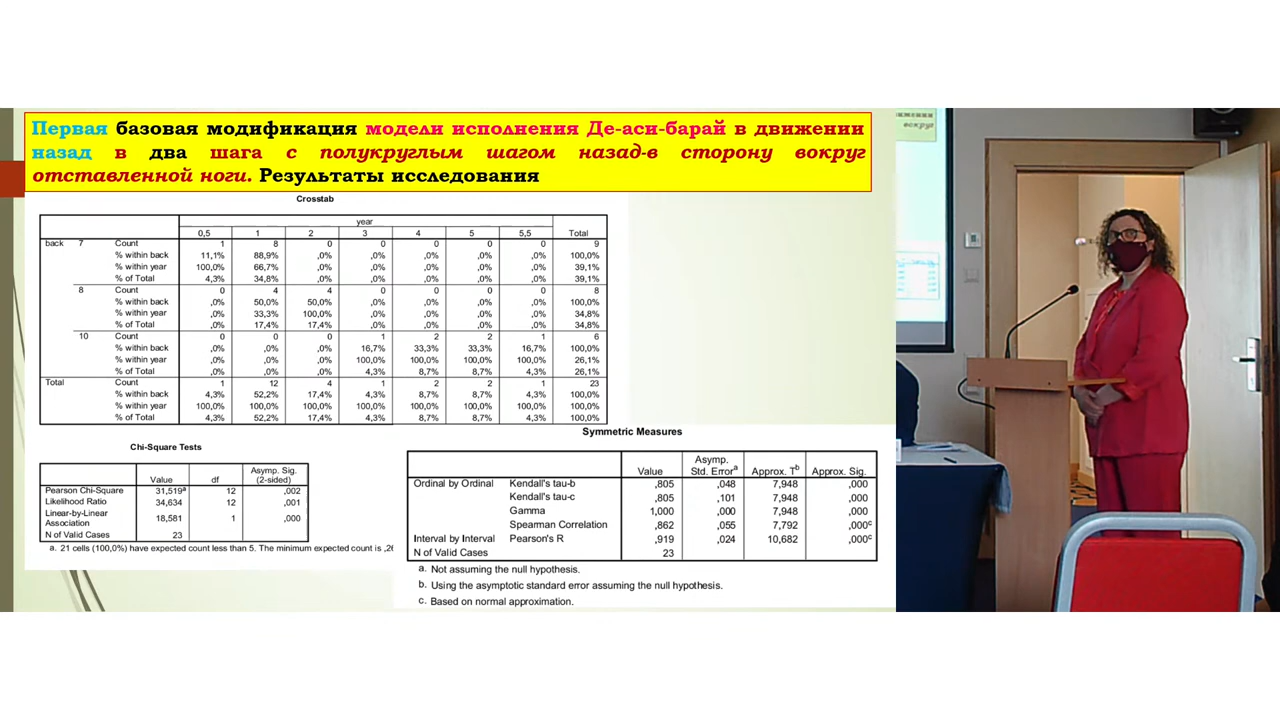 Первая базовая модификация модели исполнения Де-аси-барай в движении
назад в два шага с полукруглым шагом назад-в сторону вокруг
отставленной ноги. Результаты исследования
Crosstab
year
0,5 1 2 3 4 5 5,5 Total
back 7 Count 1 8 0 0 0 0 0 9
% within back 11,1% 88,9% ,0% ,0% ,0% ,0% ,0% 100,0%
% within year 100,0% 66,7% ,0% ,0% ,0% ,0% ,0% 39,1%
% of Total 4,3% 34,8% ,0% ,0% ,0% ,0% ,0% 39,1%
8 Count 0 4 4 0 0 0 0 8
% within back ,0% 50,0% 50,0% ,0% ,0% ,0% ,0% 100,0%
% within year ,0% 33,3% 100,0% ,0% ,0% ,0% ,0% 34,8%
% of Total ,0% 17,4% 17,4% ,0% ,0% ,0% ,0% 34,8%
10 Count 0 0 0 1 2 2 1 6
% within back ,0% ,0% ,0% 16,7% 33,3% 33,3% 16,7% 100,0%
% within year ,0% ,0% ,0% 100,0% 100,0% 100,0% 100,0% 26,1%
% of Total ,0% ,0% ,0% 4,3% 8,7% 8,7% 4,3% 26,1%
Total Count 1 12 4 1 2 2 1 23
% within back 4,3% 52,2% 17,4% 4,3% 8,7% 8,7% 4,3% 100,0%
% within year 100,0% 100,0% 100,0% 100,0% 100,0% 100,0% 100,0% 100,0%
% of Total 4,3% 52,2% 17,4% 4,3% 8,7% 8,7% 4,3% 100,0%
Chi-Square Tests
Value df Asymp. Sig. (2-sided)
Pearson Chi-Square 31,519a 12 ,002
Likelihood Ratio 34,634 12 ,001
Linear-by-Linear Association 18,581 1 ,000
N of Valid Cases 23
a. 21 cells (100,0%) have expected count less than 5. The minimum expected count is ,26
Symmetric Measures
Value Asymp. Std. Errora Approx. Tb Approx. Sig.
Ordinal by Ordinal Kendall's tau-b ,805 ,048 7,948 ,000
Kendall's tau-c ,805 ,101 7,948 ,000
Gamma 1,000 ,000 7,948 ,000
Spearman Correlation ,862 ,055 7,792 ,000c
Interval by Interval Pearson's R ,919 ,024 10,682 ,000c
N of Valid Cases 23
a. Not assuming the null hypothesis.
b. Using the asymptotic standard error assuming the null hypothesis.
c. Based on normal approximation.
вокруг